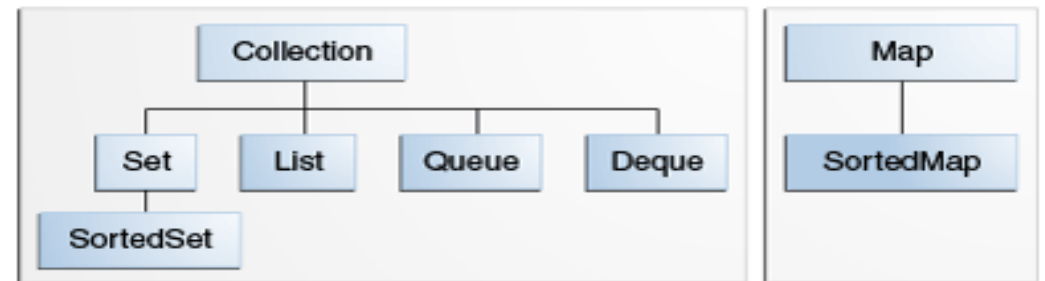 Collection
Map
Set
List
Queue
Deque
SortedMap
SortedSet